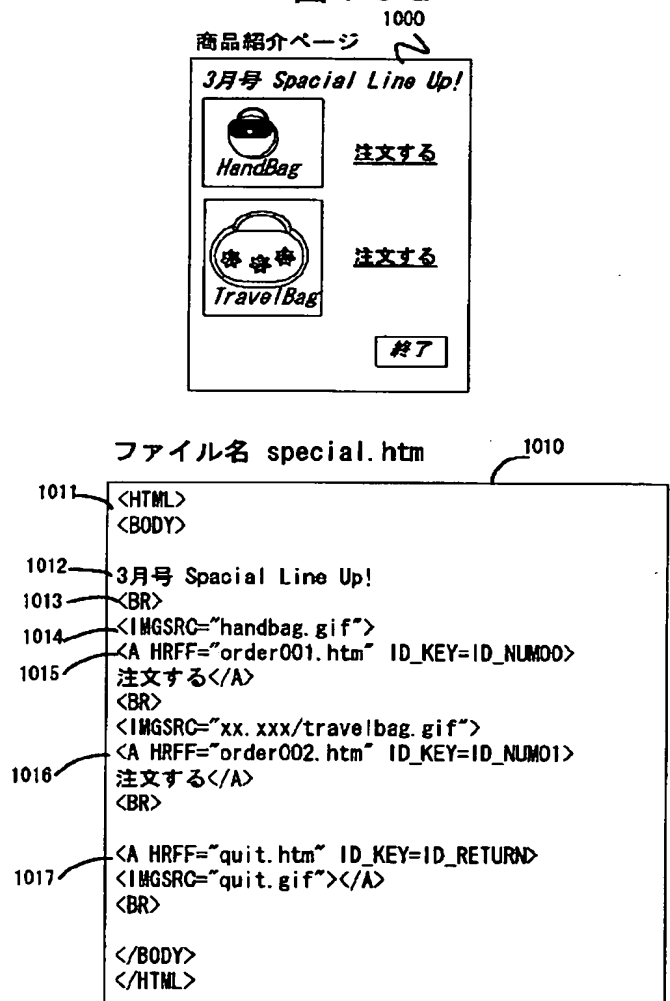 1000
商品紹介ページ
3月号 Spacial Line Up!
HandBag
注文する
TravelBag
注文する
終了
ファイル名 special.htm
1010
1011
<HTML>
<BODY>
1012
3月号 Spacial Line Up!
1013
<BR>
1014
<IMGSRC="handbag.gif">
1015
<A HRFF="order001.htm" ID_KEY=ID_NUM00>
注文する</A>
<BR>
<IMGSRC="xx.xxx/travelbag.gif">
1016
<A HRFF="order002.htm" ID_KEY=ID_NUM01>
注文する</A>
<BR>
1017
<A HRFF="quit.htm" ID_KEY=ID_RETURN>
<IMGSRC="quit.gif"></A>
<BR>
</BODY>
</HTML>